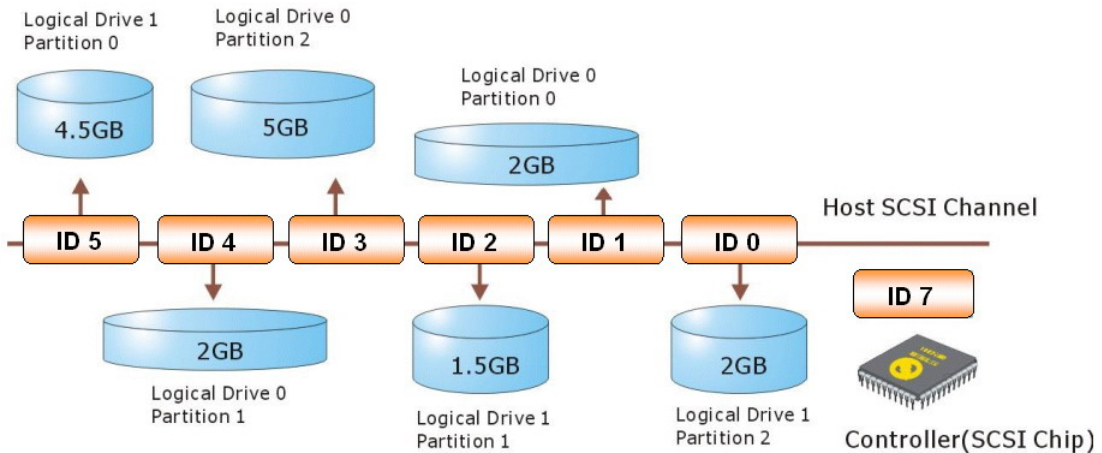 Logical Drive 1
Partition 0
4.5GB
Logical Drive 0
Partition 2
5GB
Logical Drive 0
Partition 0
2GB
Host SCSI Channel
ID 5
ID 4
ID 3
ID 2
ID 1
ID 0
ID 7
2GB
Logical Drive 0
Partition 1
1.5GB
Logical Drive 1
Partition 1
2GB
Logical Drive 1
Partition 2
Controller(SCSI Chip)